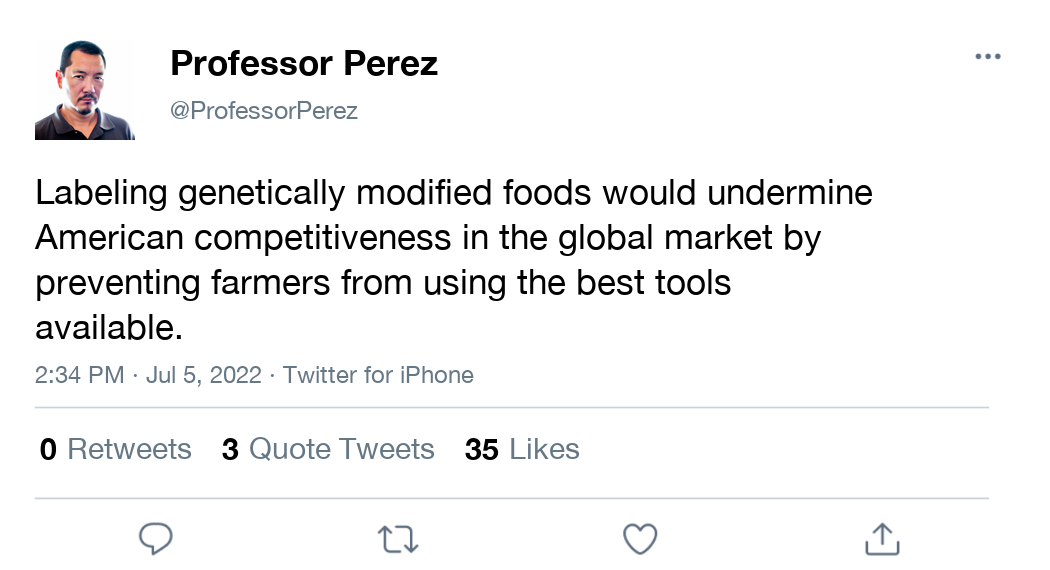 Professor Perez
@ProfessorPerez
Labeling genetically modified foods would undermine
American competitiveness in the global market by
preventing farmers from using the best tools
available.
2:34 PM · Jul 5, 2022 · Twitter for iPhone
0 Retweets 3 Quote Tweets 35 Likes